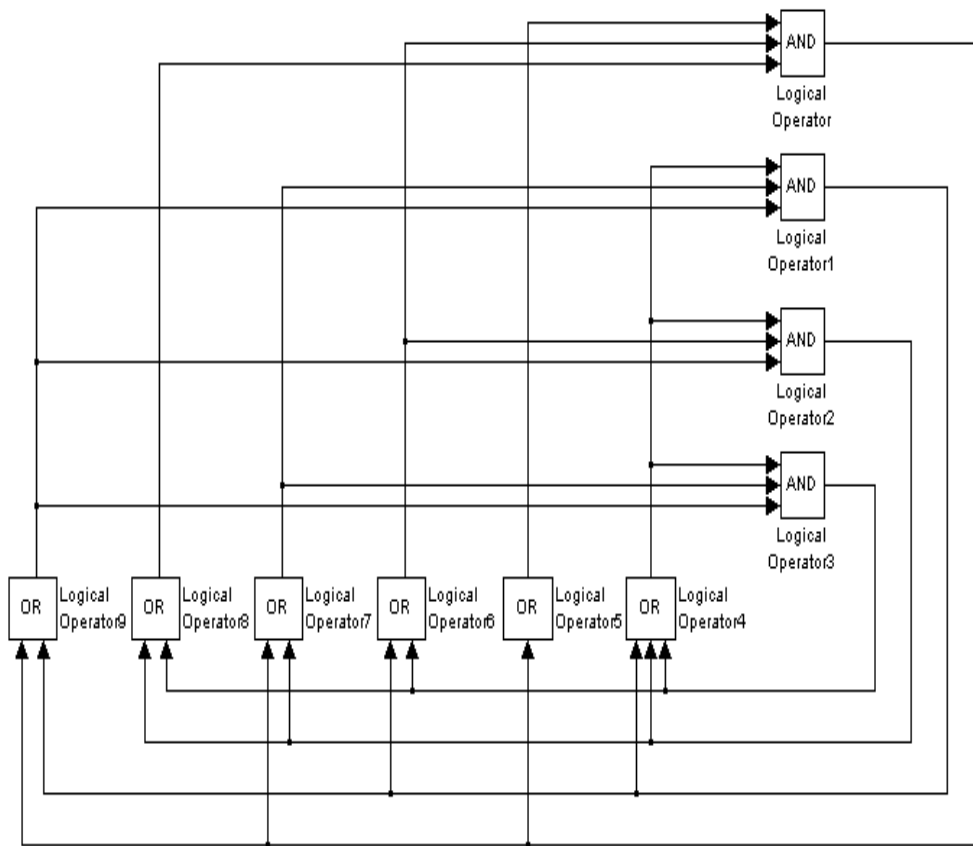 AND
Logical
Operator
AND
Logical
Operator1
AND
Logical
Operator2
AND
Logical
Operator3
OR
Logical
Operator9
OR
Logical
Operator8
OR
Logical
Operator7
OR
Logical
Operator6
OR
Logical
Operator5
OR
Logical
Operator4